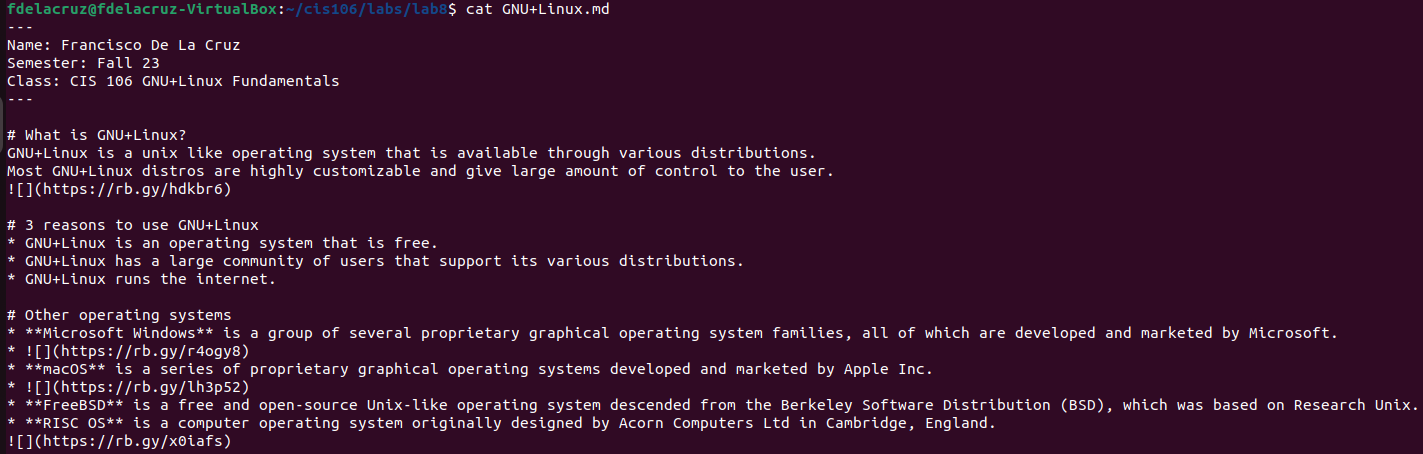 fdelacruz@fdelacruz-VirtualBox:~/cis106/labs/lab8$ cat GNU+Linux.md
---
Name: Francisco De La Cruz
Semester: Fall 23
Class: CIS 106 GNU+Linux Fundamentals
---
# What is GNU+Linux?
GNU+Linux is a unix like operating system that is available through various distributions.
Most GNU+Linux distros are highly customizable and give large amount of control to the user.
![](https://rb.gy/hdkbr6)
# 3 reasons to use GNU+Linux
* GNU+Linux is an operating system that is free.
* GNU+Linux has a large community of users that support its various distributions.
* GNU+Linux runs the internet.
# Other operating systems
* **Microsoft Windows** is a group of several proprietary graphical operating system families, all of which are developed and marketed by Microsoft.
* ![](https://rb.gy/r4ogy8)
* **macOS** is a series of proprietary graphical operating systems developed and marketed by Apple Inc.
* ![](https://rb.gy/lh3p52)
* **FreeBSD** is a free and open-source Unix-like operating system descended from the Berkeley Software Distribution (BSD), which was based on Research Unix.
* **RISC OS** is a computer operating system originally designed by Acorn Computers Ltd in Cambridge, England.
![](https://rb.gy/x0iafs)